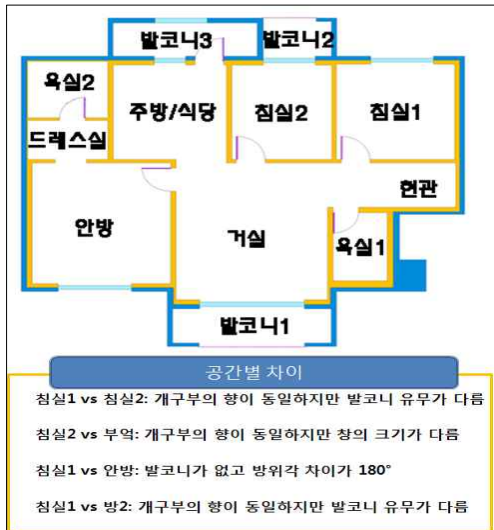 발코니3
발코니2
욕실2
주방/식당
침실2
침실1
드레스실
현관
안방
거실
욕실1
발코니1
공간별 차이
침실1 vs 침실2: 개구부의 향이 동일하지만 발코니 유무가 다름
침실2 vs 부엌: 개구부의 향이 동일하지만 창의 크기가 다름
침실1 vs 안방: 발코니가 없고 방위각 차이가 180°
침실1 vs 방2: 개구부의 향이 동일하지만 발코니 유무가 다름